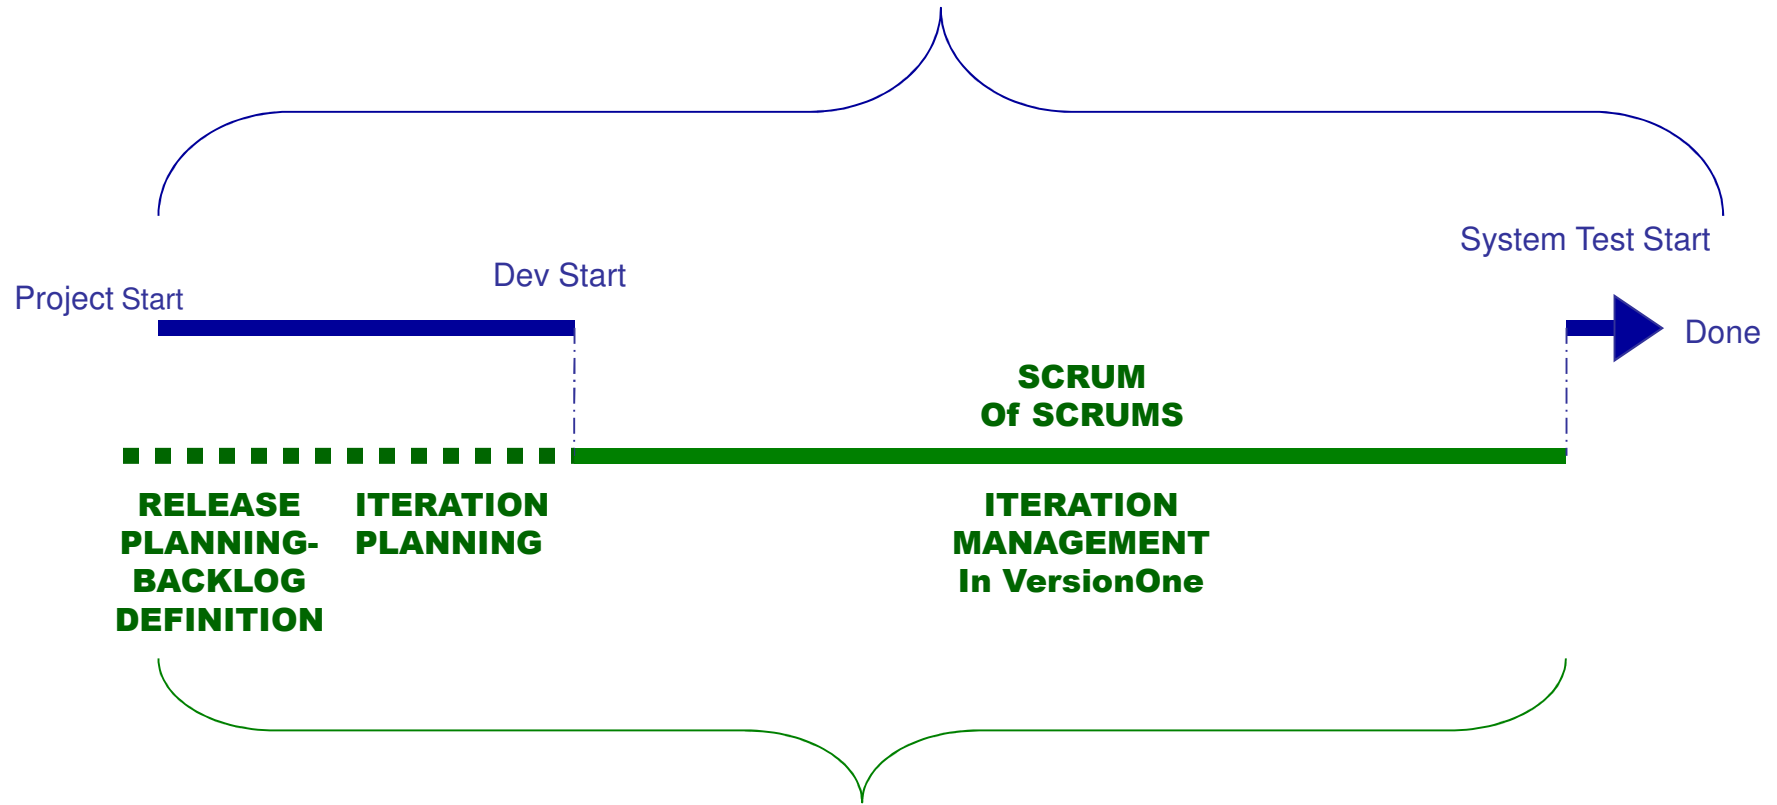 System Test Start
Dev Start
Project Start
Done
SCRUM
Of SCRUMS
RELEASE
PLANNING-
BACKLOG
DEFINITION
ITERATION
PLANNING
ITERATION
MANAGEMENT
In VersionOne